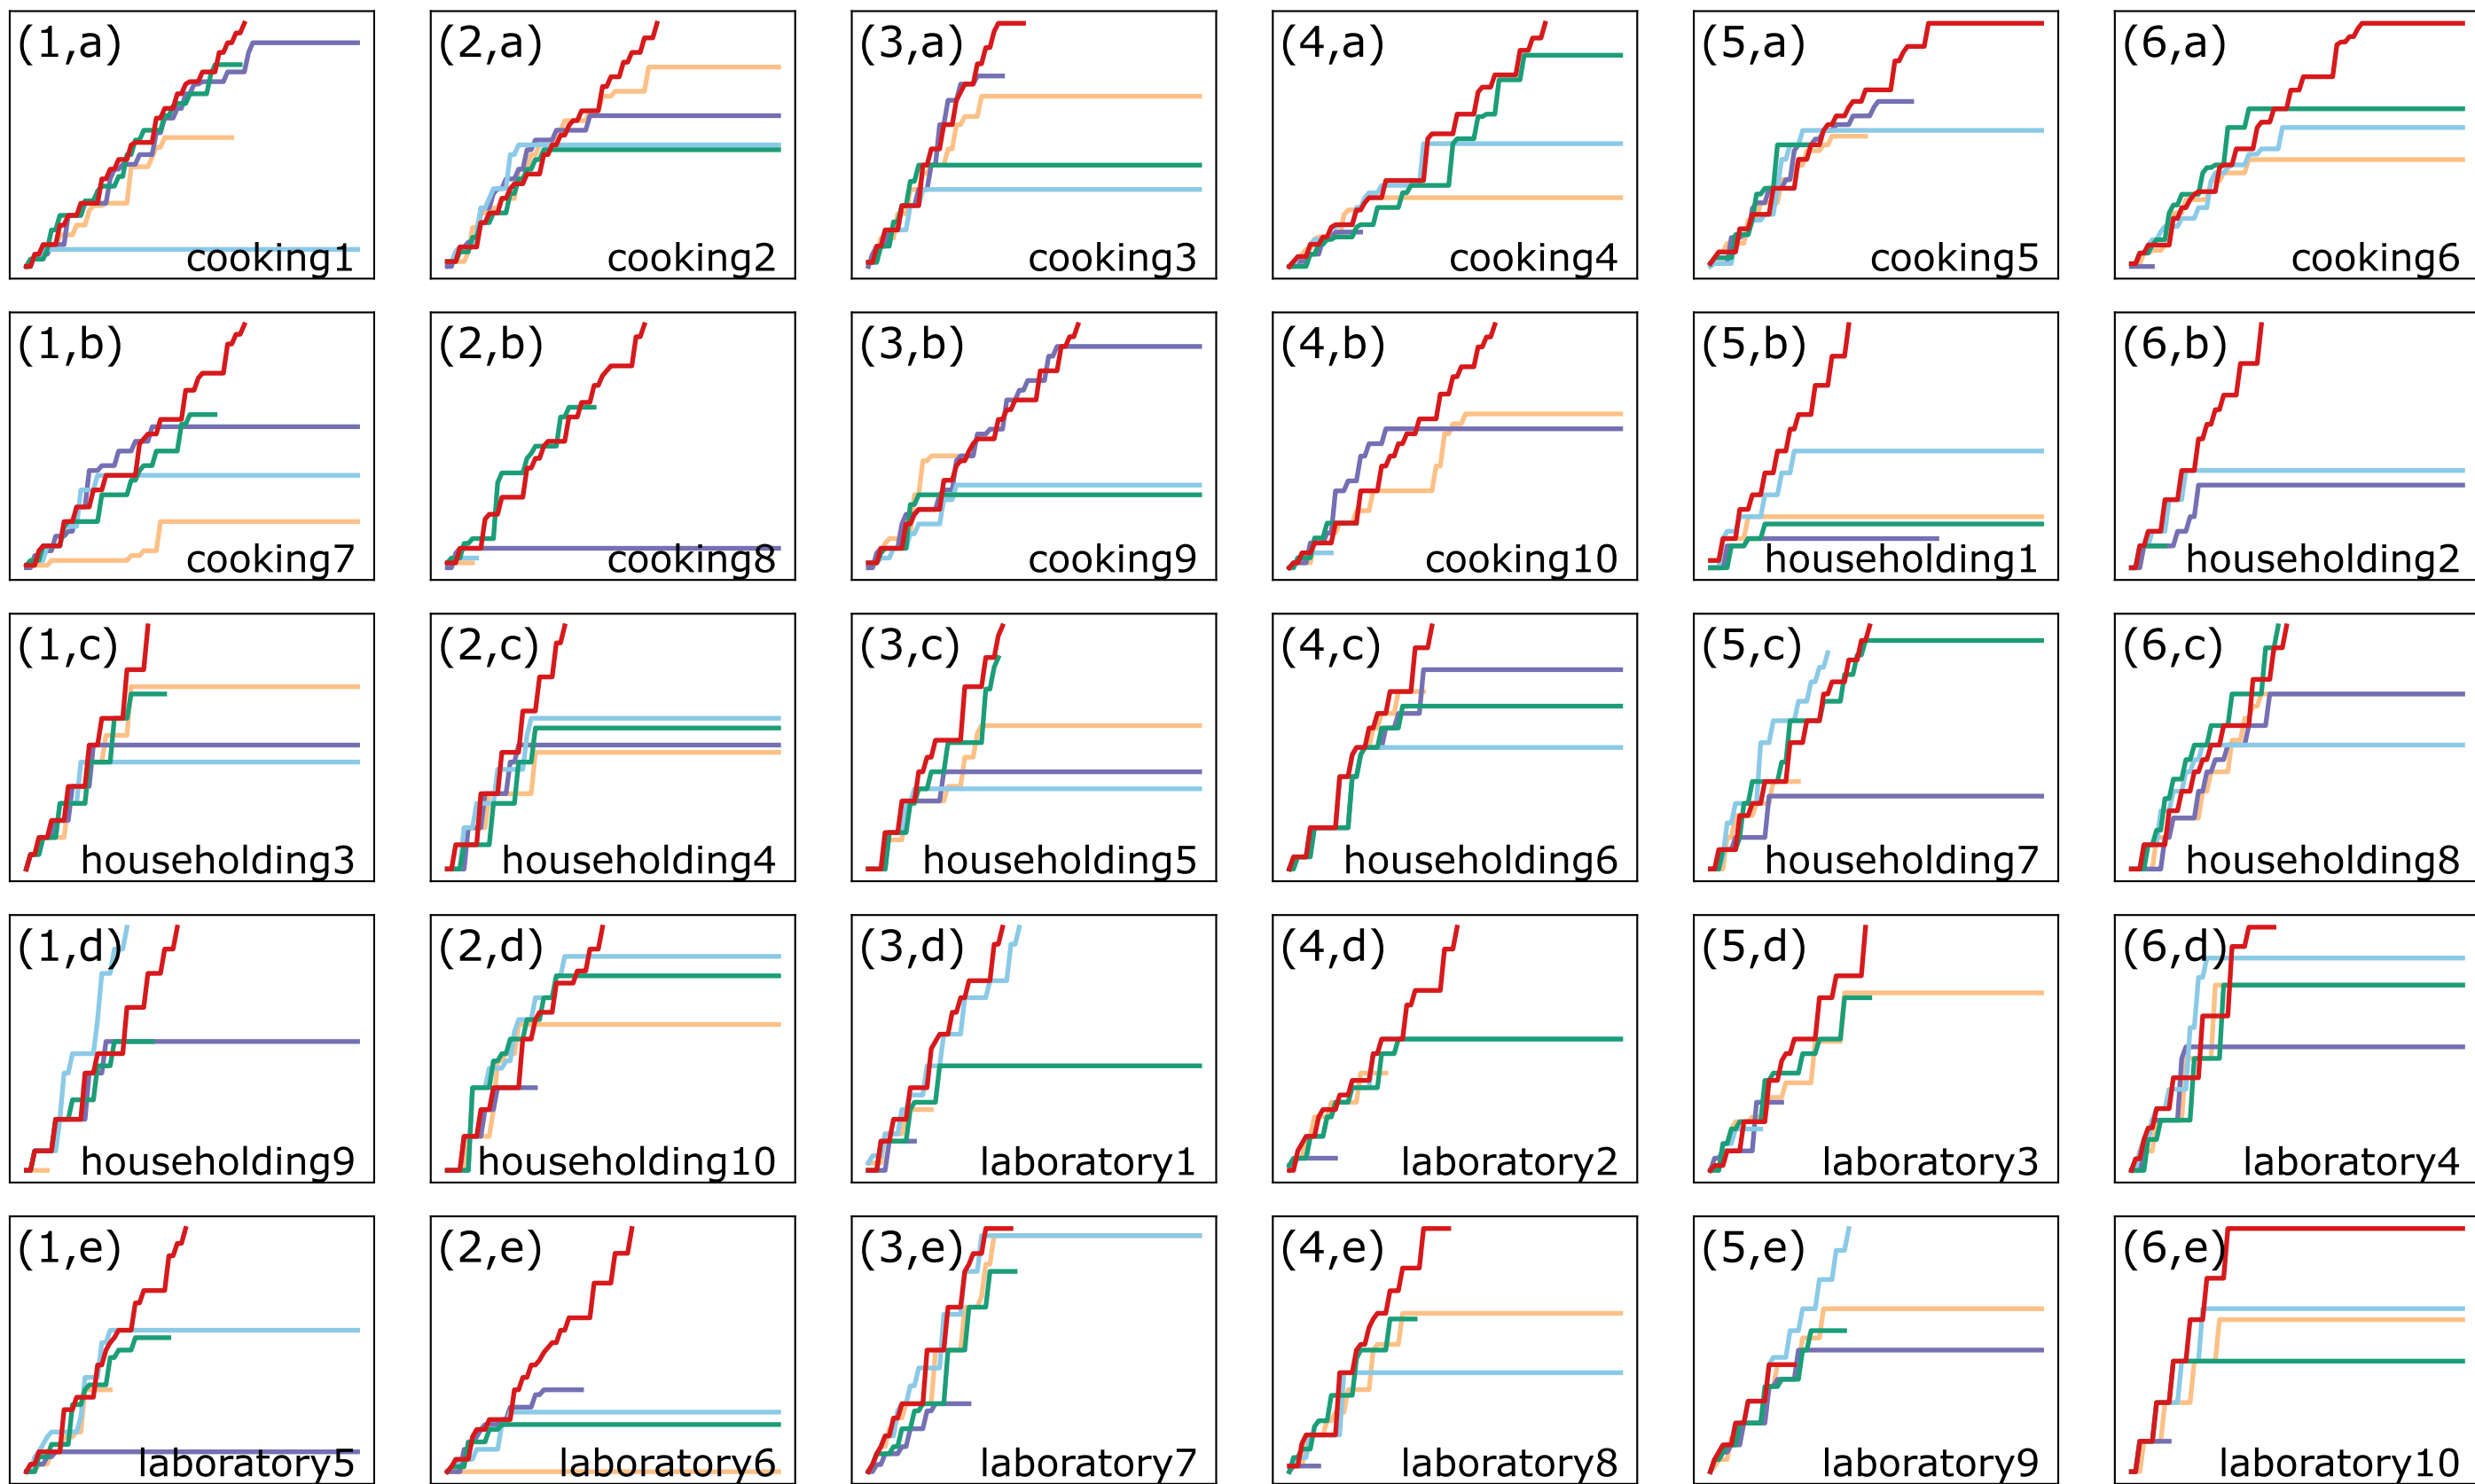 (1,a)
cooking1
(2,a)
cooking2
(3,a)
cooking3
(4,a)
cooking4
(5,a)
cooking5
(6,a)
cooking6
(1,b)
cooking7
(2,b)
cooking8
(3,b)
cooking9
(4,b)
cooking10
(5,b)
householding1
(6,b)
householding2
(1,c)
householding3
(2,c)
householding4
(3,c)
householding5
(4,c)
householding6
(5,c)
householding7
(6,c)
householding8
(1,d)
householding9
(2,d)
householding10
(3,d)
laboratory1
(4,d)
laboratory2
(5,d)
laboratory3
(6,d)
laboratory4
(1,e)
laboratory5
(2,e)
laboratory6
(3,e)
laboratory7
(4,e)
laboratory8
(5,e)
laboratory9
(6,e)
laboratory10